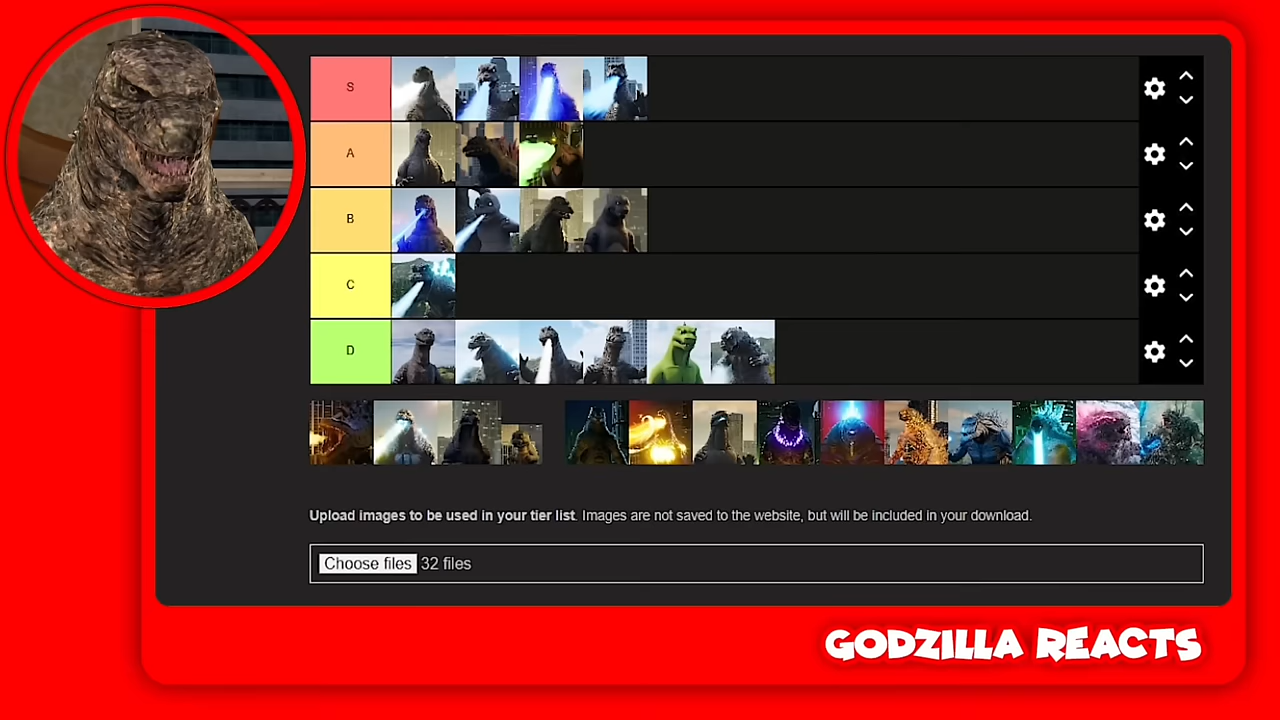 S
A
B
C
D
Upload images to be used in your tier list. Images are not saved to the website, but will be included in your download.
Choose files 32 files
GODZILLA REACTS